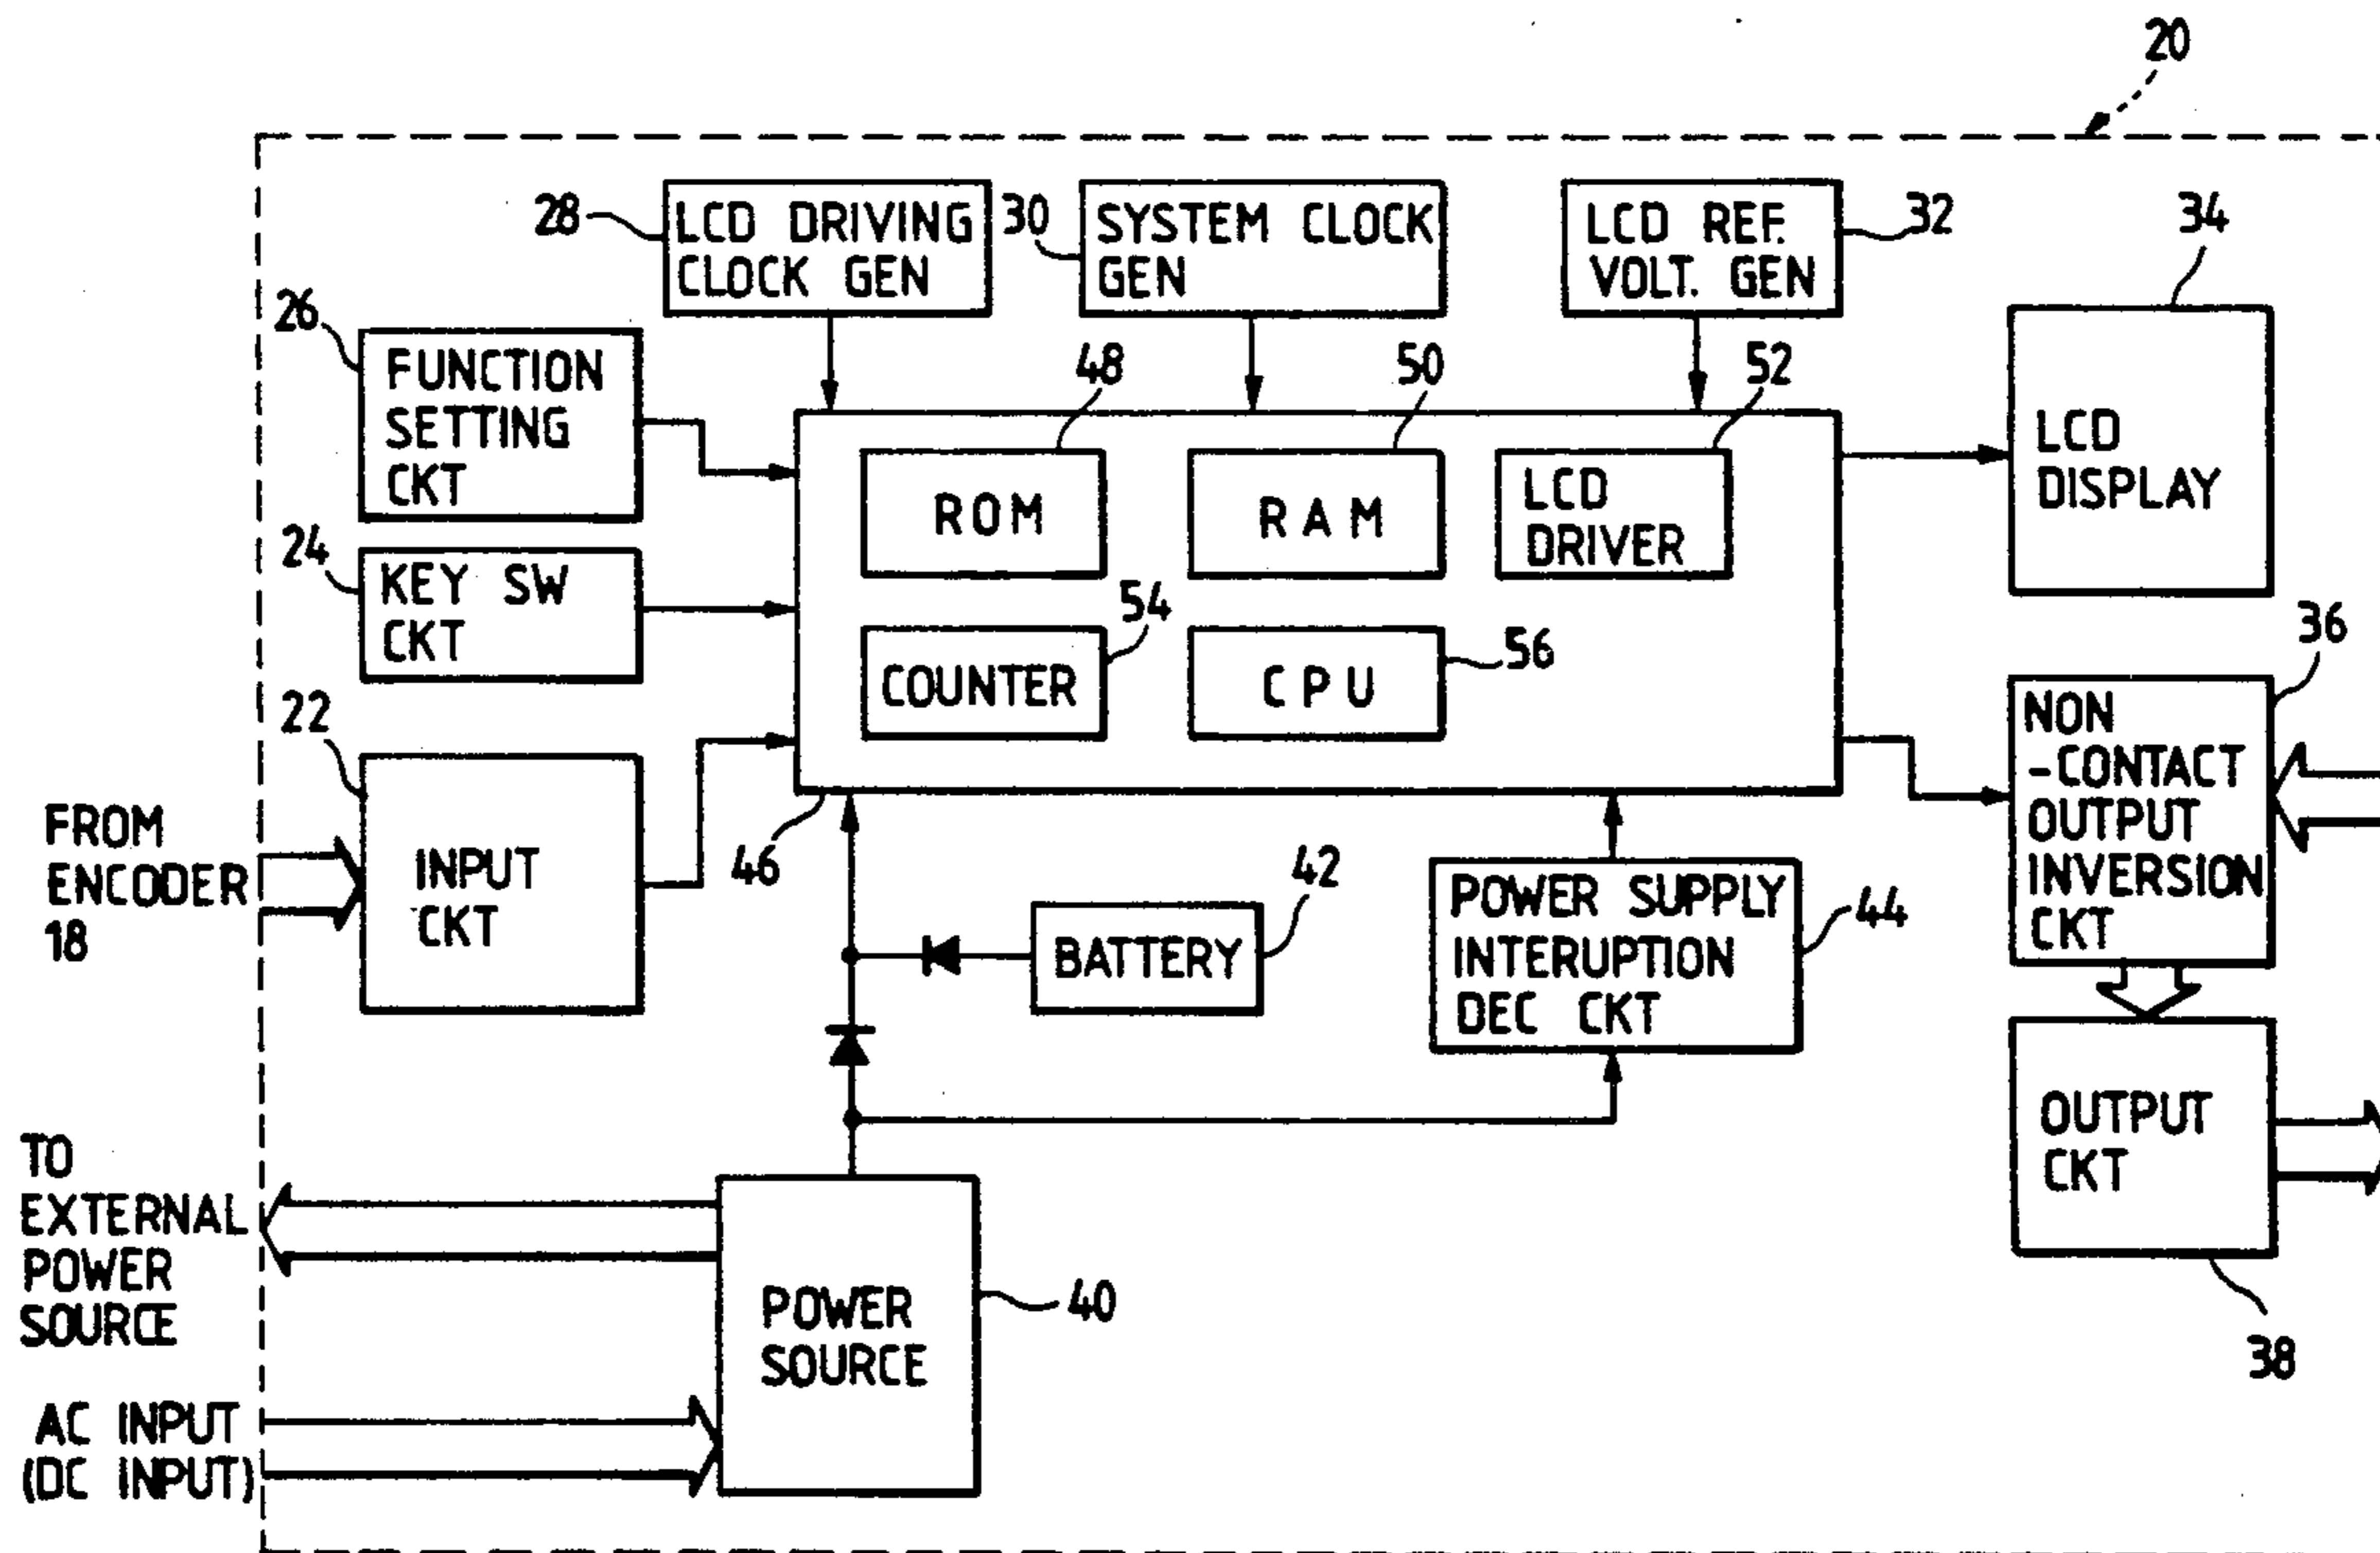 20
28
LCD DRIVING
CLOCK GEN
30
SYSTEM CLOCK
GEN
LCD REF.
VOLT. GEN
32
34
26
FUNCTION
SETTING
CKT
48
50
52
LCD
DISPLAY
ROM
RAM
LCD
DRIVER
24
KEY SW
CKT
54
COUNTER
CPU
56
36
22
NON
-CONTACT
OUTPUT
INVERSION
CKT
FROM
ENCODER
18
INPUT
CKT
46
42
BATTERY
POWER SUPPLY
INTERUPTION
DEC CKT
44
OUTPUT
CKT
38
TO
EXTERNAL
POWER
SOURCE
POWER
SOURCE
40
AC INPUT
(DC INPUT)